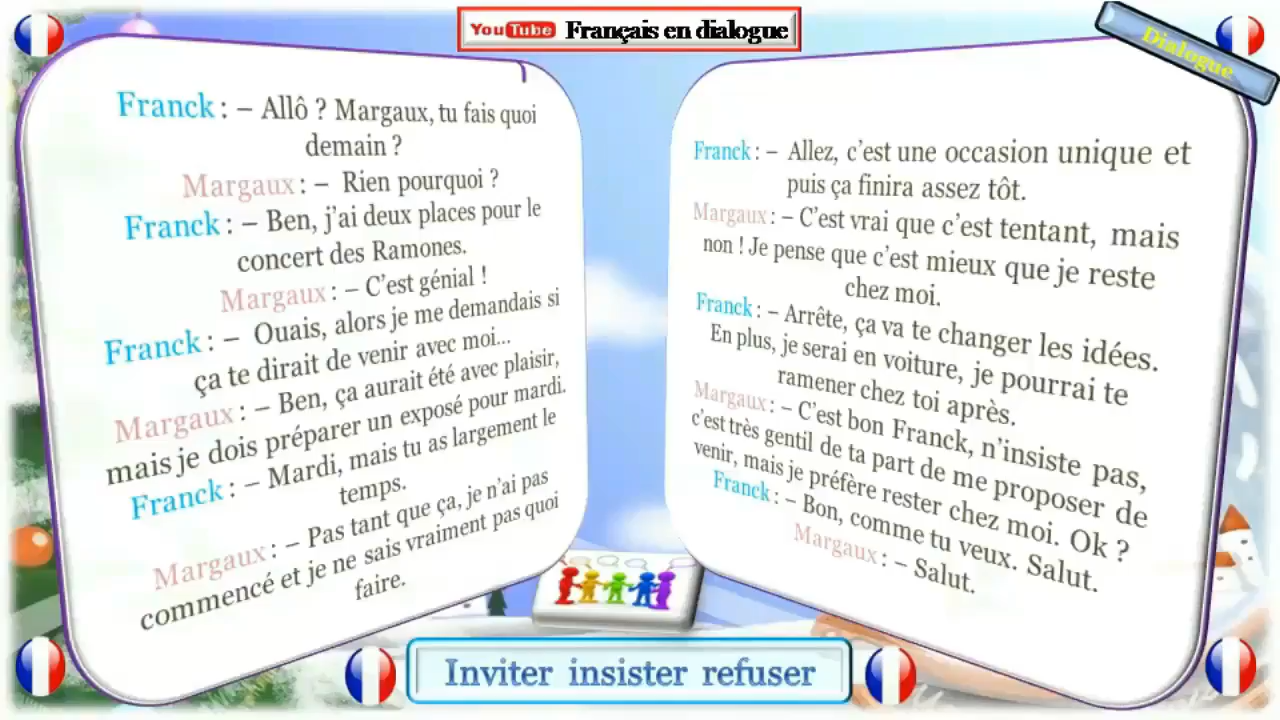 YouTube Français en dialogue
Dialogue
Franck : – Allô ? Margaux, tu fais quoi
demain ?
Margaux : – Rien pourquoi ?
Franck : – Ben, j'ai deux places pour le
concert des Ramones.
Margaux : – C'est génial !
Franck : – Ouais, alors je me demandais si
ça te dirait de venir avec moi...
Margaux : – Ben, ça aurait été avec plaisir,
mais je dois préparer un exposé pour mardi.
Franck : – Mardi, mais tu as largement le
temps.
Margaux : – Pas tant que ça, je n'ai pas
commencé et je ne sais vraiment pas quoi
faire.
Franck : – Allez, c'est une occasion unique et
puis ça finira assez tôt.
Margaux : – C'est vrai que c'est tentant, mais
non ! Je pense que c'est mieux que je reste
chez moi.
Franck : – Arrête, ça va te changer les idées.
En plus, je serai en voiture, je pourrai te
ramener chez toi après.
Margaux : – C'est bon Franck, n'insiste pas,
c'est très gentil de ta part de me proposer de
venir, mais je préfère rester chez moi. Ok ?
Franck : – Bon, comme tu veux. Salut.
Margaux : – Salut.
Inviter insister refuser